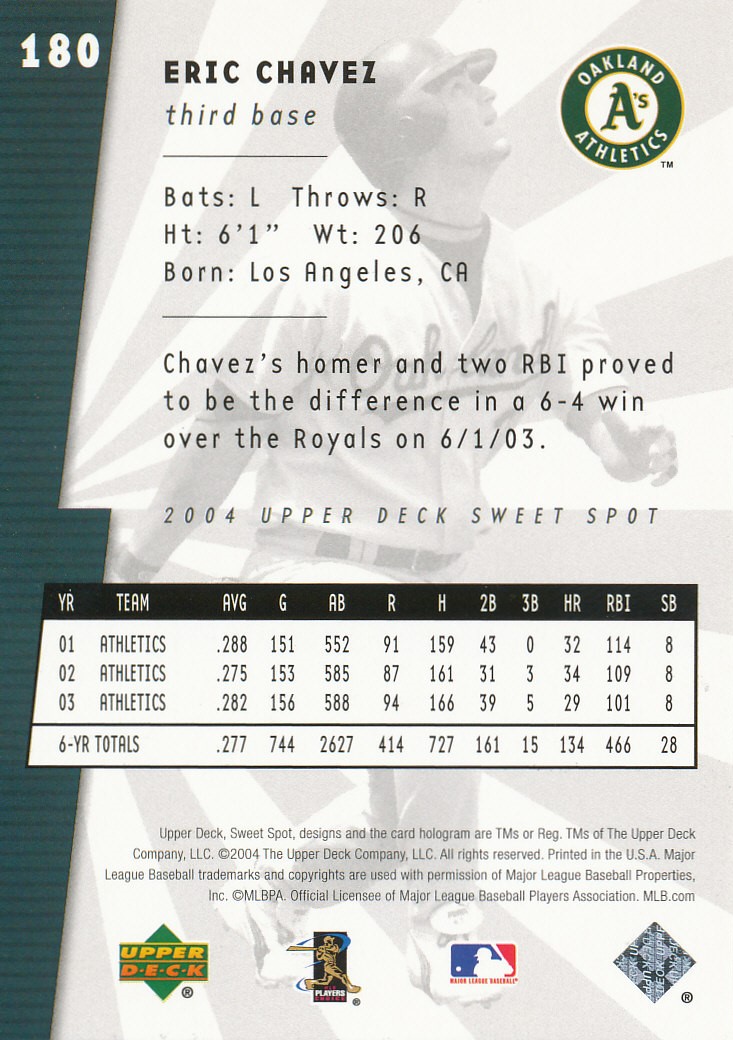 180
ERIC CHAVEZ
third base
OAKLAND
A's
ATHLETICS
TM
Bats: L Throws: R
Ht: 6'1" Wt: 206
Born: Los Angeles, CA
Oakland
Chavez's homer and two RBI proved
to be the difference in a 6-4 win
over the Royals on 6/1/03.
2004 UPPER DECK SWEET SPOT
YR TEAM AVG G AB R H 2B 3B HR RBI SB
01 ATHLETICS .288 151 552 91 159 43 0 32 114 8
02 ATHLETICS .275 153 585 87 161 31 3 34 109 8
03 ATHLETICS .282 156 588 94 166 39 5 29 101 8
6-YR TOTALS .277 744 2627 414 727 161 15 134 466 28
Upper Deck, Sweet Spot, designs and the card hologram are TMs or Reg. TMs of The Upper Deck
Company, LLC. ©2004 The Upper Deck Company, LLC. All rights reserved. Printed in the U.S.A. Major
League Baseball trademarks and copyrights are used with permission of Major League Baseball Properties,
Inc. ©MLBPA. Official Licensee of Major League Baseball Players Association. MLB.com
UPPER
D·E·C·K
®
PLAYERS
CHOICE
®
MAJOR LEAGUE BASEBALL
®